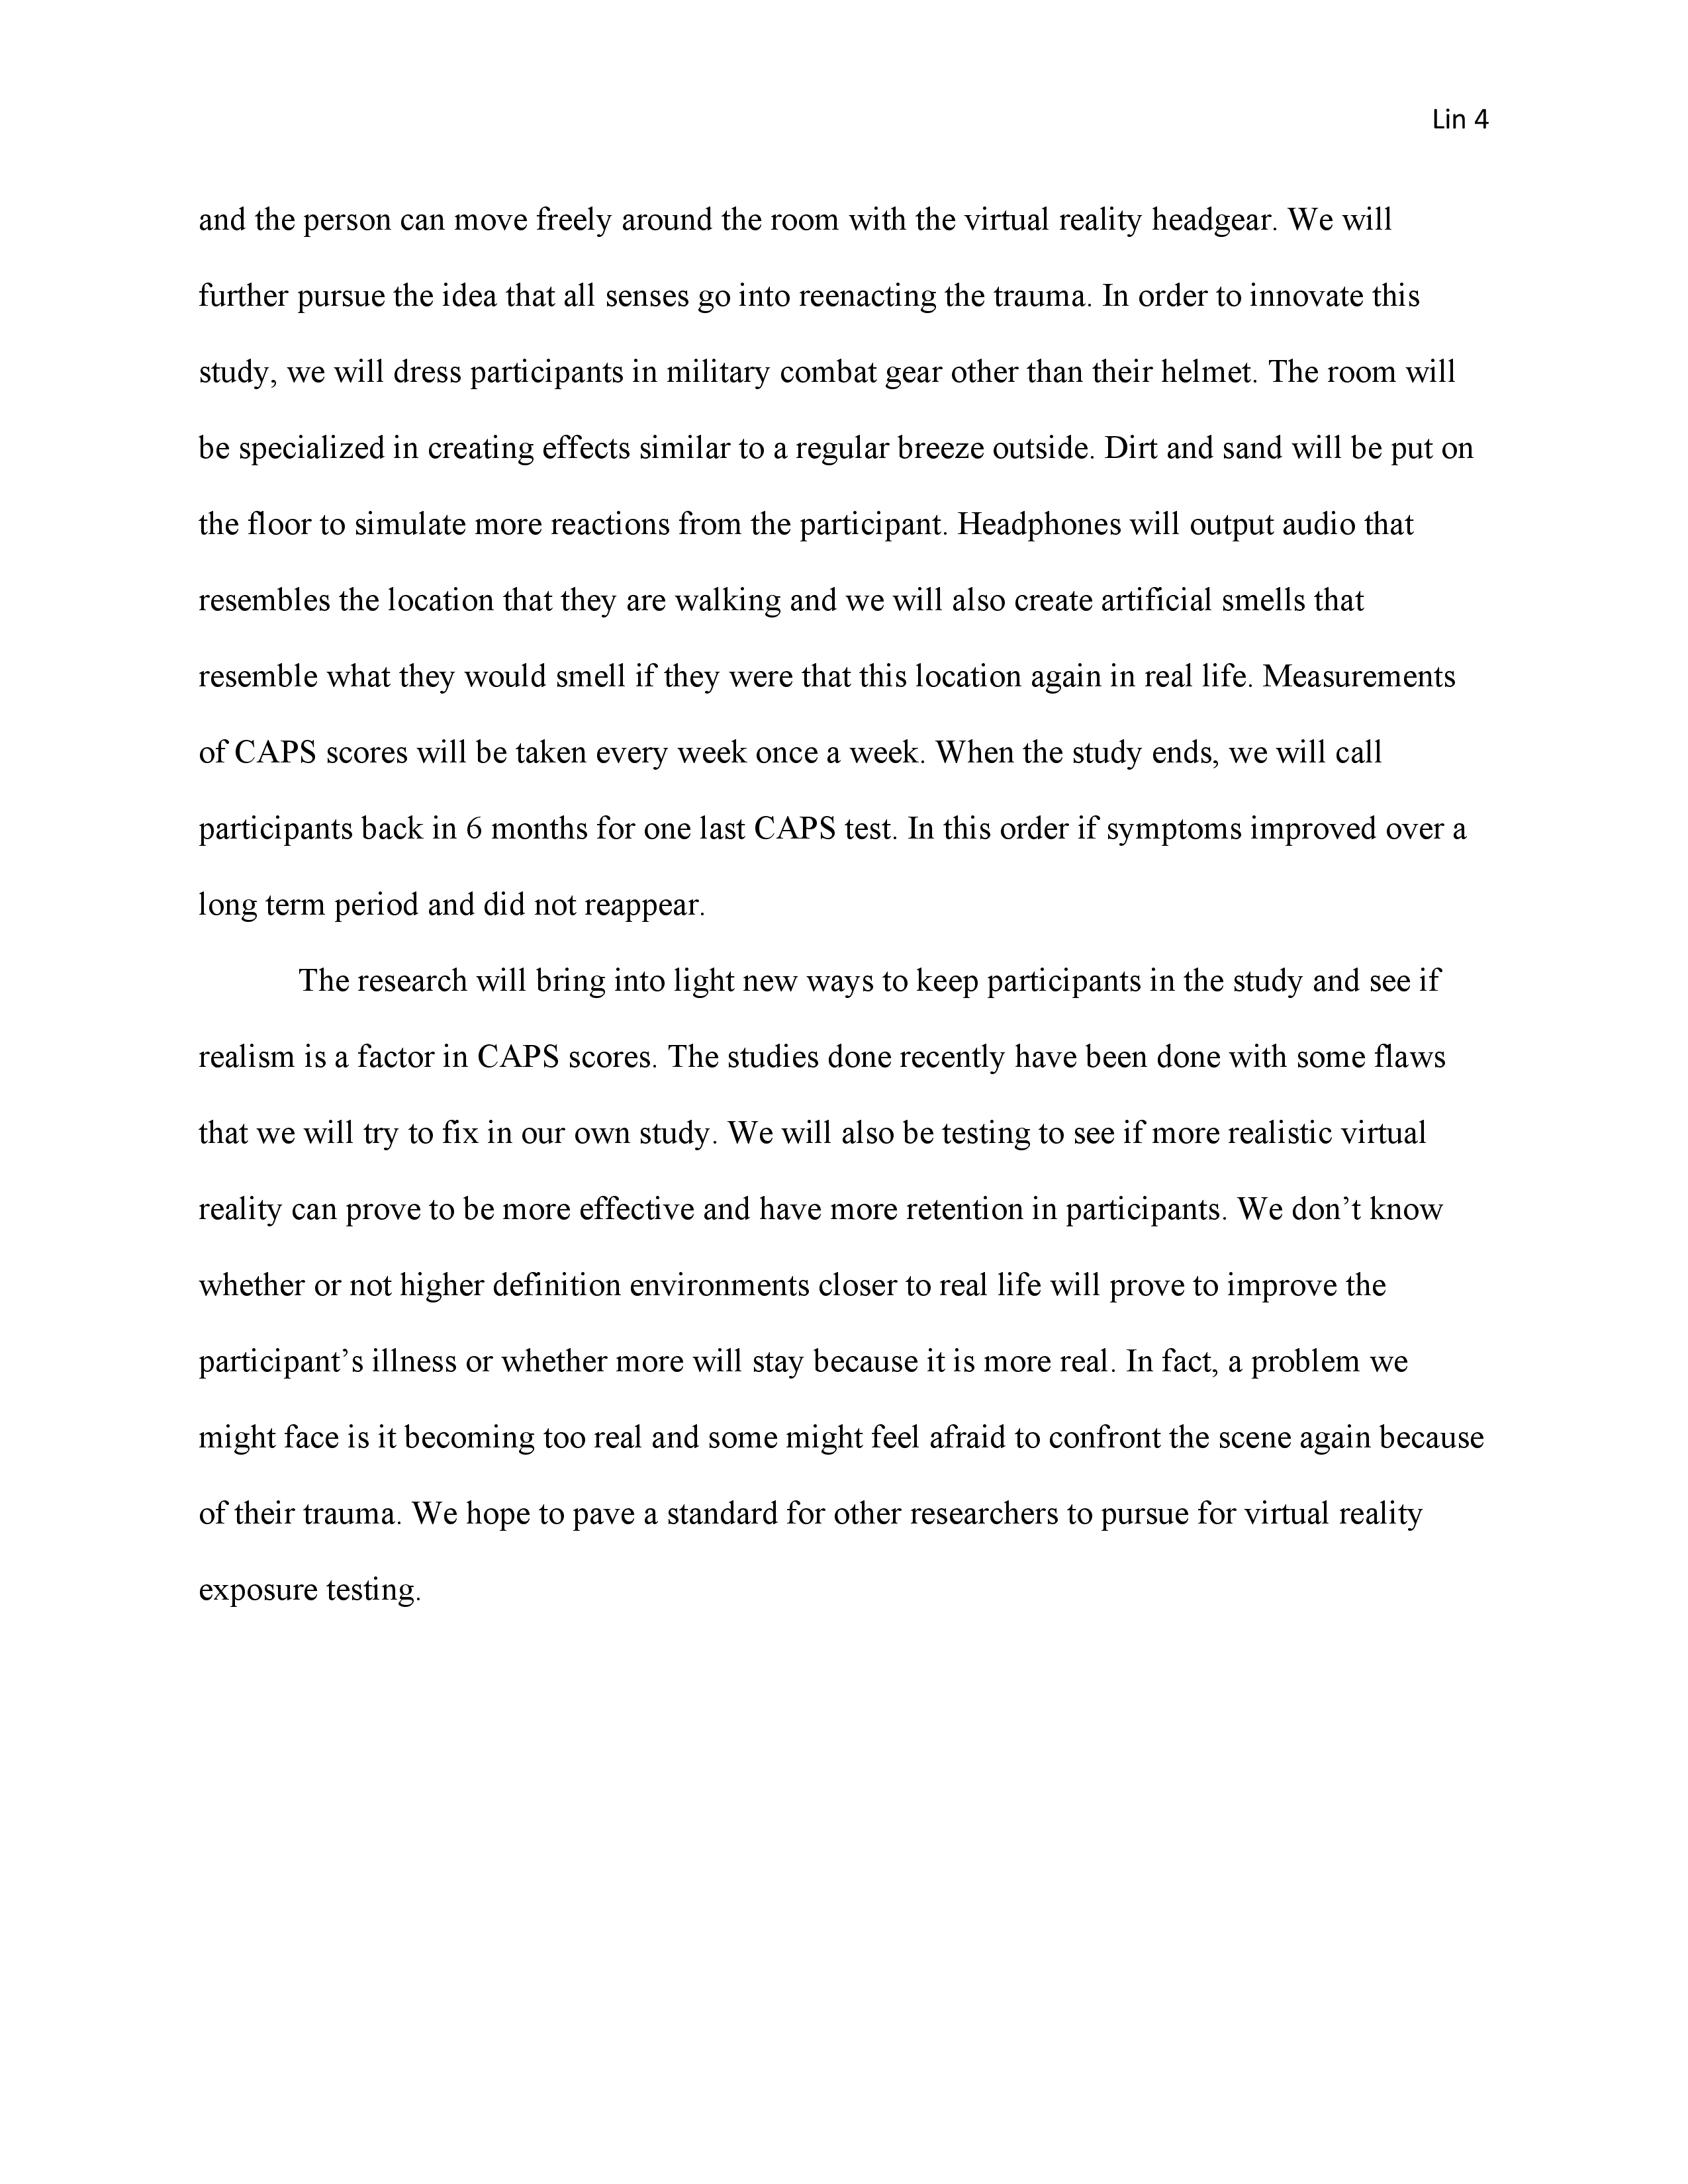 Lin 4
and the person can move freely around the room with the virtual reality headgear. We will
further pursue the idea that all senses go into reenacting the trauma. In order to innovate this
study, we will dress participants in military combat gear other than their helmet. The room will
be specialized in creating effects similar to a regular breeze outside. Dirt and sand will be put on
the floor to simulate more reactions from the participant. Headphones will output audio that
resembles the location that they are walking and we will also create artificial smells that
resemble what they would smell if they were that this location again in real life. Measurements
of CAPS scores will be taken every week once a week. When the study ends, we will call
participants back in 6 months for one last CAPS test. In this order if symptoms improved over a
long term period and did not reappear.
The research will bring into light new ways to keep participants in the study and see if
realism is a factor in CAPS scores. The studies done recently have been done with some flaws
that we will try to fix in our own study. We will also be testing to see if more realistic virtual
reality can prove to be more effective and have more retention in participants. We don’t know
whether or not higher definition environments closer to real life will prove to improve the
participant’s illness or whether more will stay because it is more real. In fact, a problem we
might face is it becoming too real and some might feel afraid to confront the scene again because
of their trauma. We hope to pave a standard for other researchers to pursue for virtual reality
exposure testing.